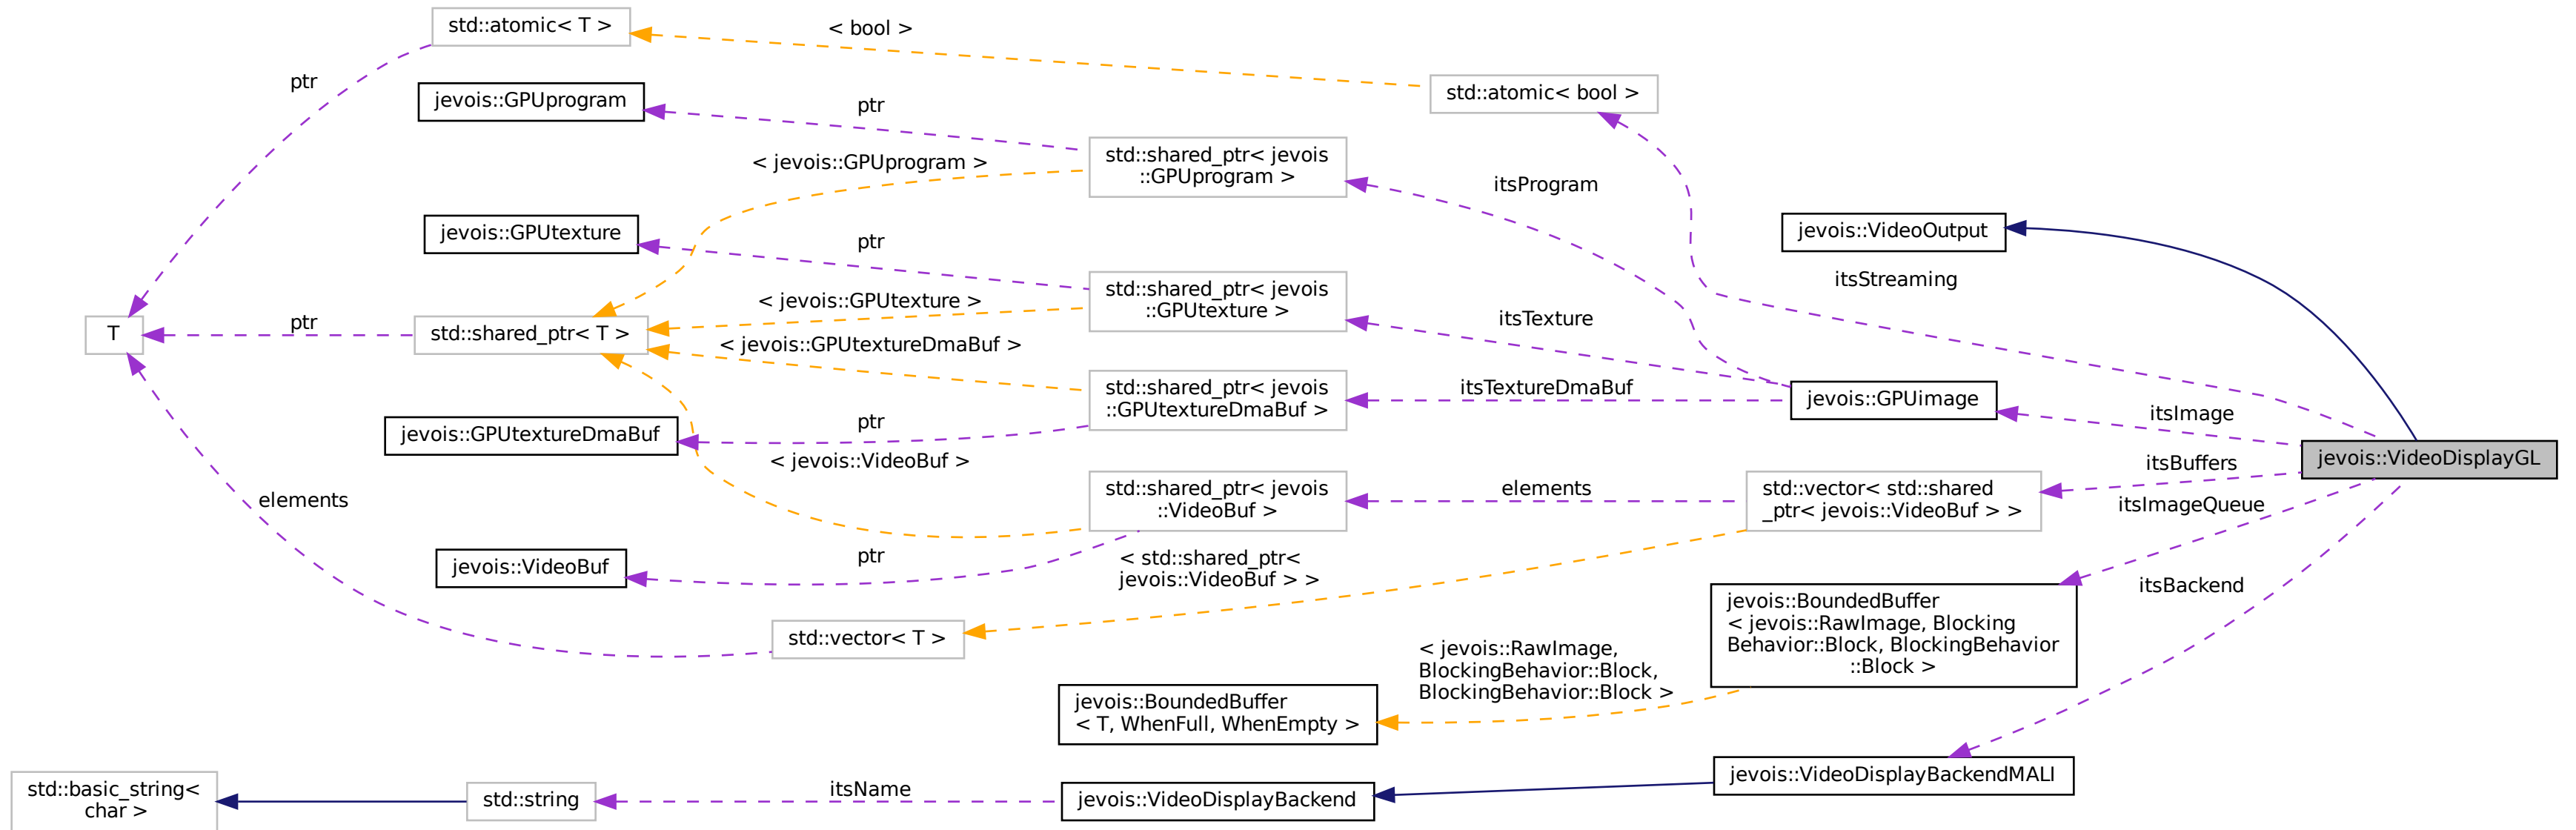 std::atomic< T >
< bool >
ptr
jevois::GPUprogram
ptr
std::atomic< bool >
< jevois::GPUprogram >
std::shared_ptr< jevois
::GPUprogram >
itsProgram
jevois::GPUtexture
ptr
jevois::VideoOutput
itsStreaming
< jevois::GPUtexture >
std::shared_ptr< jevois
::GPUtexture >
itsTexture
T
ptr
std::shared_ptr< T >
< jevois::GPUtextureDmaBuf >
std::shared_ptr< jevois
::GPUtextureDmaBuf >
itsTextureDmaBuf
jevois::GPUimage
itsImage
jevois::GPUtextureDmaBuf
ptr
< jevois::VideoBuf >
jevois::VideoDisplayGL
itsBuffers
elements
std::shared_ptr< jevois
::VideoBuf >
elements
std::vector< std::shared
_ptr< jevois::VideoBuf > >
itsImageQueue
jevois::VideoBuf
ptr
< std::shared_ptr<
jevois::VideoBuf > >
itsBackend
std::vector< T >
jevois::BoundedBuffer
< jevois::RawImage, Blocking
Behavior::Block, BlockingBehavior
::Block >
< jevois::RawImage,
BlockingBehavior::Block,
BlockingBehavior::Block >
jevois::BoundedBuffer
< T, WhenFull, WhenEmpty >
std::basic_string<
char >
std::string
itsName
jevois::VideoDisplayBackend
jevois::VideoDisplayBackendMALI